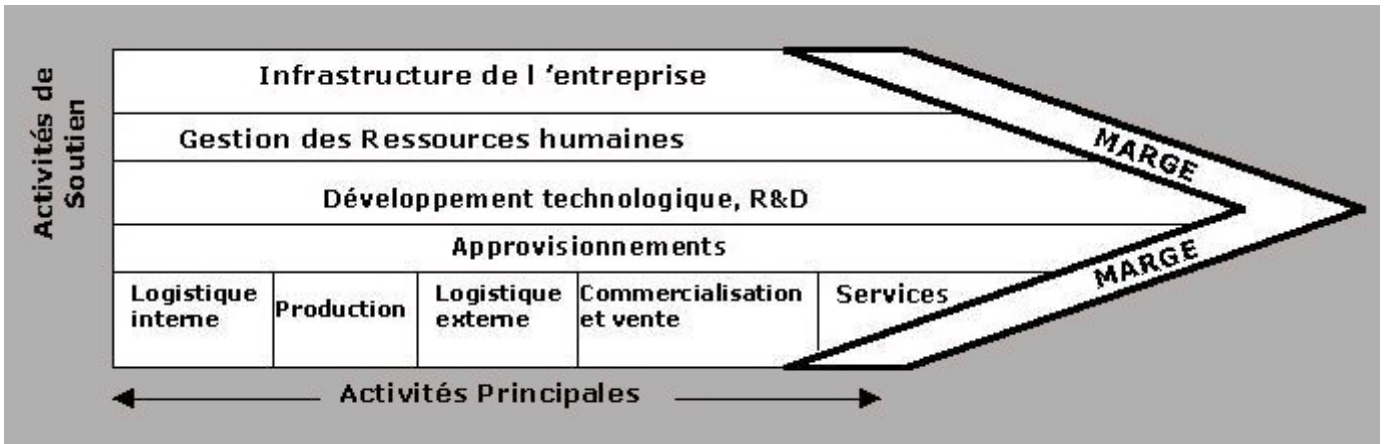 Activités de
Soutien
Infrastructure de l ‘entreprise
Gestion des Ressources humaines
Développement technologique, R&D
Approvisionnements
Logistique
interne
Production
Logistique
externe
Commercialisation
et vente
Services
MARGE
MARGE
Activités Principales